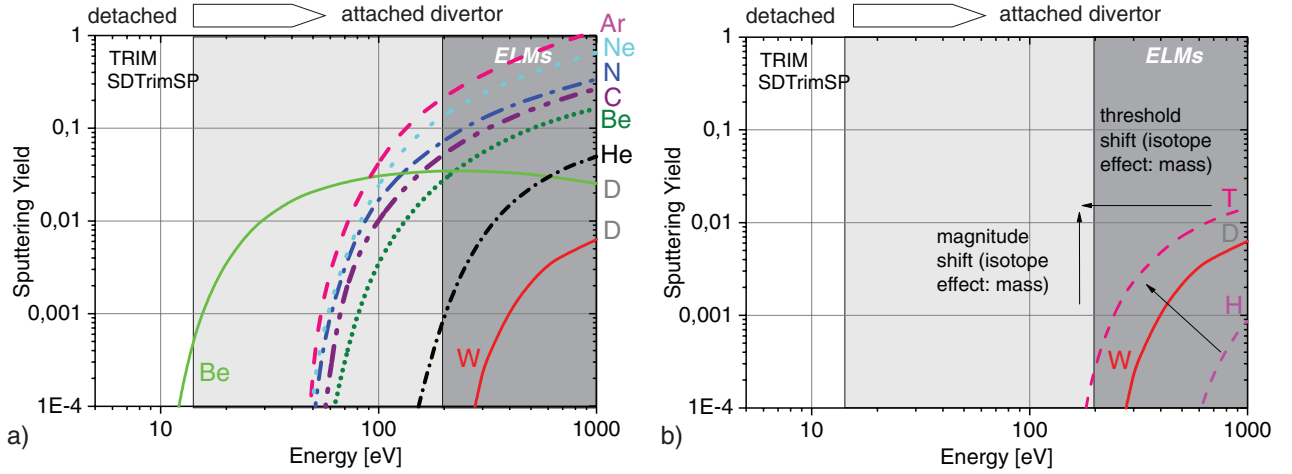 detached
attached divertor
TRIM
SDTrimSP
ELMs
Ar
Ne
N
C
Be
He
D
D
W
Be
1
0,1
0,01
0,001
1E-4
10
100
1000
Sputtering Yield
Energy [eV]
a)
detached
attached divertor
TRIM
SDTrimSP
ELMs
threshold
shift (isotope
effect: mass)
magnitude
shift (isotope
effect: mass)
T
D
H
W
1
0,1
0,01
0,001
1E-4
10
100
1000
Sputtering Yield
Energy [eV]
b)